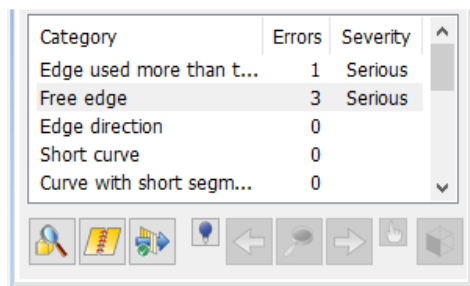 Category Errors Severity
Edge used more than t... 1 Serious
Free edge 3 Serious
Edge direction 0
Short curve 0
Curve with short segm... 0